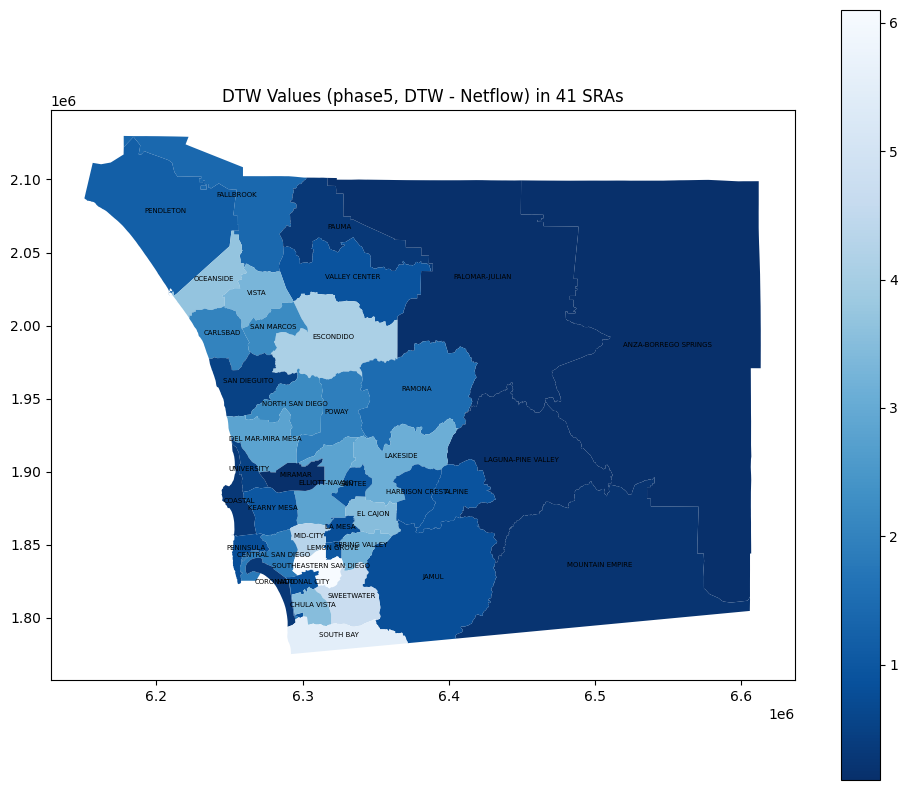 DTW Values (phase5, DTW - Netflow) in 41 SRAs
1e6
6
5
4
3
2
1
2.10
2.05
2.00
1.95
1.90
1.85
1.80
FALLBROOK
PENDLETON
PAUMA
OCEANSIDE
VALLEY CENTER
PALOMAR-JULIAN
VISTA
CARLSBAD
SAN MARCOS
ESCONDIDO
ANZA-BORREGO SPRINGS
SAN DIEGUITO
RAMONA
NORTH SAN DIEGO
POWAY
DEL MAR-MIRA MESA
LAKESIDE
LAGUNA-PINE VALLEY
UNIVERSITY
MIRAMAR
ELLIOTT-NAVAJO
SANTEE
HARBISON CREST
ALPINE
COASTAL
KEARNY MESA
EL CAJON
LA MESA
MID-CITY
SPRING VALLEY
PENINSULA
LEMON GROVE
CENTRAL SAN DIEGO
SOUTHEASTERN SAN DIEGO
MOUNTAIN EMPIRE
CORONADO
NATIONAL CITY
JAMUL
SWEETWATER
CHULA VISTA
SOUTH BAY
6.2
6.3
6.4
6.5
6.6
1e6